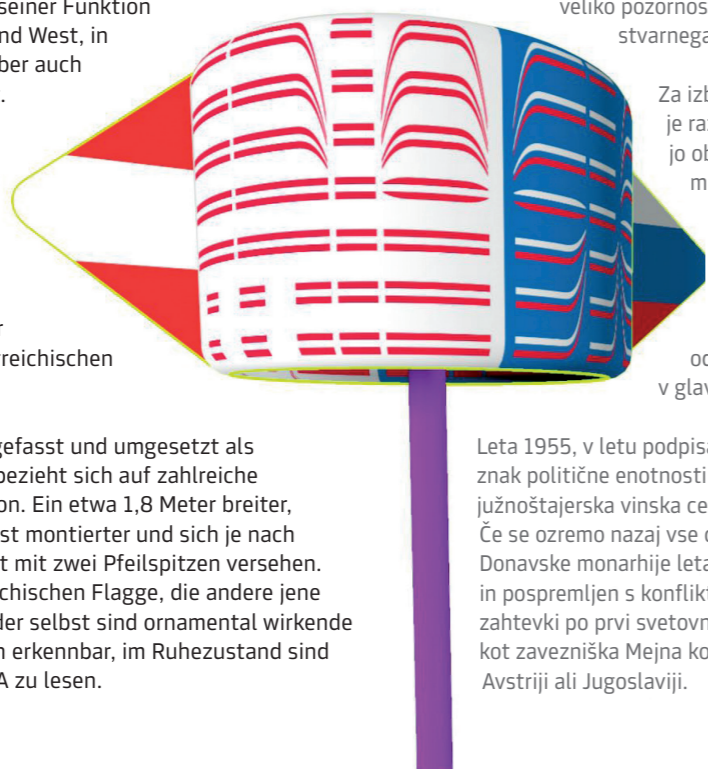 seiner Funktion
nd West, in
ber auch
.
r
rreichischen
gefasst und umgesetzt als
bezieht sich auf zahlreiche
on. Ein etwa 1,8 Meter breiter,
st montierter und sich je nach
t mit zwei Pfeilspitzen versehen.
chischen Flagge, die andere jene
der selbst sind ornamental wirkende
n erkennbar, im Ruhezustand sind
A zu lesen.
veliko pozornos
stvarnega
Za izb
je ra
jo ob
m
od
v glav
Leta 1955, v letu podpisa
znak politične enotnosti
južnoštajerska vinska ce
Če se ozremo nazaj vse o
Donavske monarhije leta
in pospremljen s konflikt
zahtevki po prvi svetovn
kot zavezniška Mejna ko
Avstriji ali Jugoslaviji.